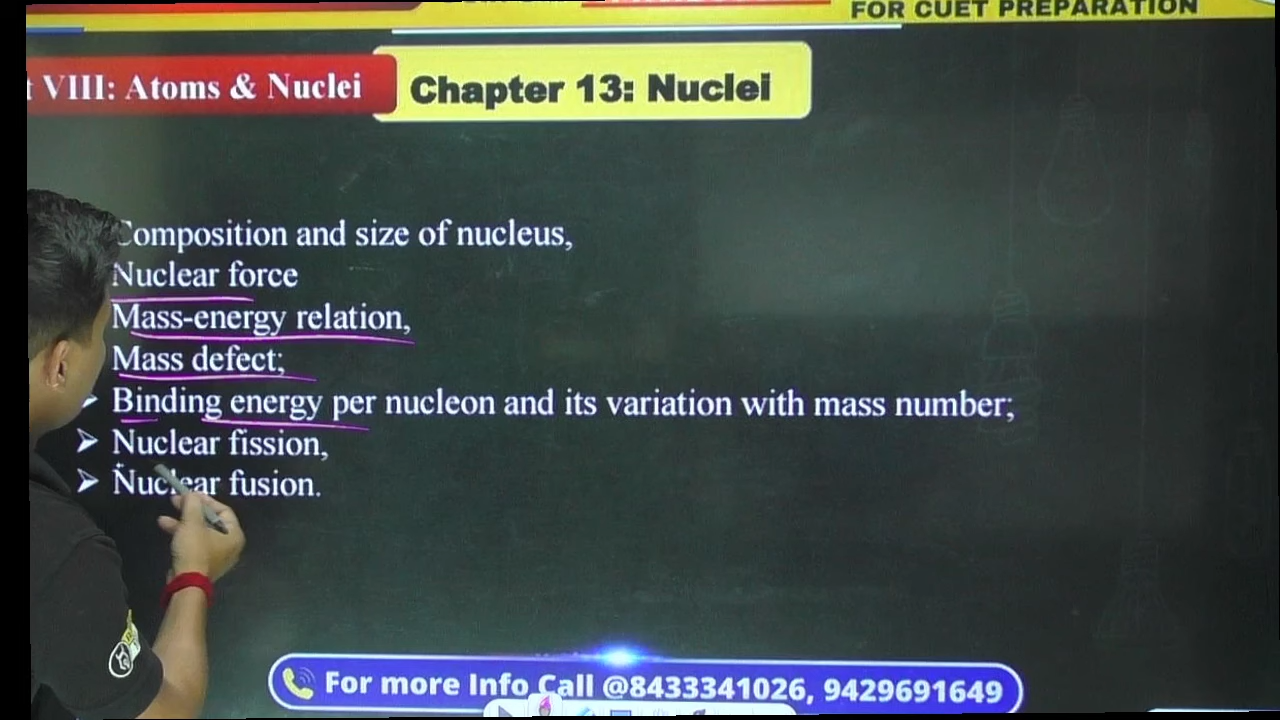 FOR CUET PREPARATION
VIII: Atoms & Nuclei
Chapter 13: Nuclei
Composition and size of nucleus,
Nuclear force
Mass-energy relation,
Mass defect;
Binding energy per nucleon and its variation with mass number;
Nuclear fission,
Nuclear fusion.
For more Info Call @8433341026, 9429691649